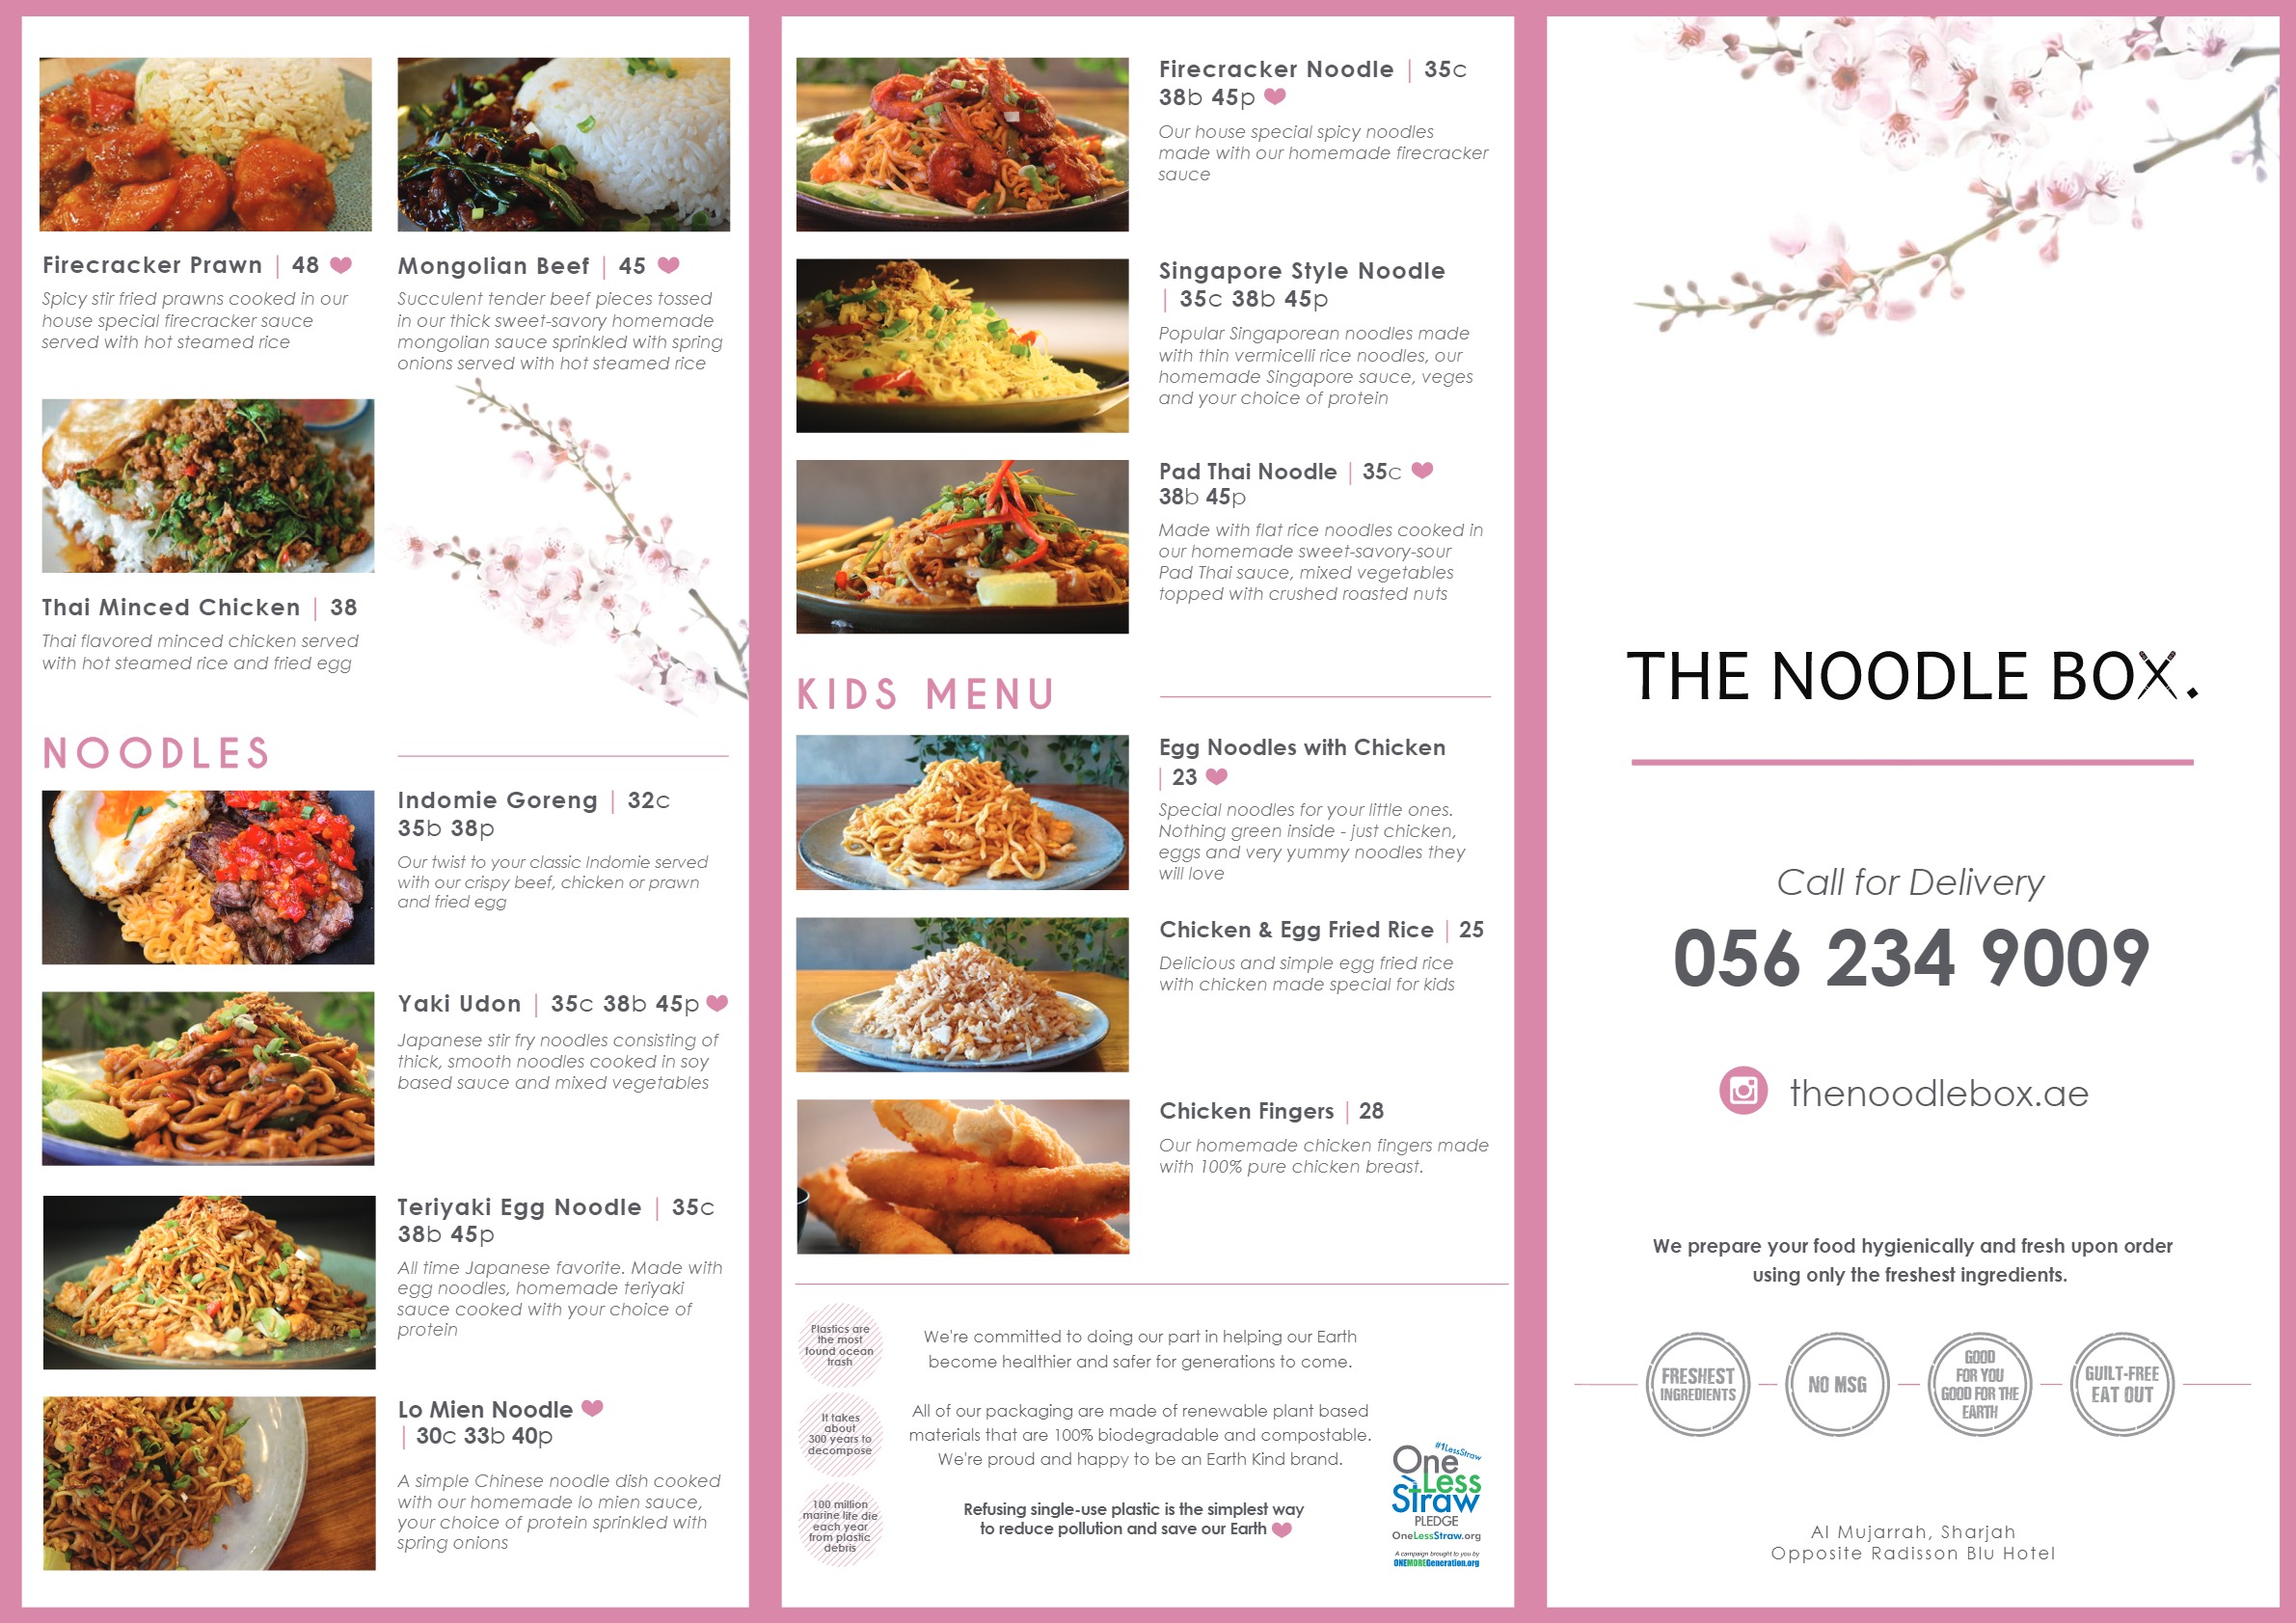 Firecracker Prawn | 48
Spicy stir fried prawns cooked in our
house special firecracker sauce
served with hot steamed rice
Mongolian Beef | 45
Succulent tender beef pieces tossed
in our thick sweet-savory homemade
mongolian sauce sprinkled with spring
onions served with hot steamed rice
Thai Minced Chicken | 38
Thai flavored minced chicken served
with hot steamed rice and fried egg
NOODLES
Indomie Goreng | 32c
35b 38p
Our twist to your classic Indomie served
with our crispy beef, chicken or prawn
and fried egg
Yaki Udon | 35c 38b 45p
Japanese stir fry noodles consisting of
thick, smooth noodles cooked in soy
based sauce and mixed vegetables
Teriyaki Egg Noodle | 35c
38b 45p
All time Japanese favorite. Made with
egg noodles, homemade teriyaki
sauce cooked with your choice of
protein
Lo Mien Noodle
| 30c 33b 40p
A simple Chinese noodle dish cooked
with our homemade lo mien sauce,
your choice of protein sprinkled with
spring onions
Firecracker Noodle | 35c
38b 45p
Our house special spicy noodles
made with our homemade firecracker
sauce
Singapore Style Noodle
| 35c 38b 45p
Popular Singaporean noodles made
with thin vermicelli rice noodles, our
homemade Singapore sauce, veges
and your choice of protein
Pad Thai Noodle | 35c
38b 45p
Made with flat rice noodles cooked in
our homemade sweet-savory-sour
Pad Thai sauce, mixed vegetables
topped with crushed roasted nuts
KIDS MENU
Egg Noodles with Chicken
| 23
Special noodles for your little ones.
Nothing green inside - just chicken,
eggs and very yummy noodles they
will love
Chicken & Egg Fried Rice | 25
Delicious and simple egg fried rice
with chicken made special for kids
Chicken Fingers | 28
Our homemade chicken fingers made
with 100% pure chicken breast.
Plastics are
the most
found ocean
trash
It takes
about
300 years to
decompose
100 million
marine life die
each year
from plastic
debris
We're committed to doing our part in helping our Earth
become healthier and safer for generations to come.
All of our packaging are made of renewable plant based
materials that are 100% biodegradable and compostable.
We're proud and happy to be an Earth Kind brand.
Refusing single-use plastic is the simplest way
to reduce pollution and save our Earth
#1LessStraw
One
Less
Straw
PLEDGE
OneLessStraw.org
A campaign brought to you by
ONEMOREGeneration.org
THE NOODLE BOX.
Call for Delivery
056 234 9009
thenoodlebox.ae
We prepare your food hygienically and fresh upon order
using only the freshest ingredients.
FRESHEST
INGREDIENTS
NO MSG
GOOD
FOR YOU
GOOD FOR THE
EARTH
GUILT-FREE
EAT OUT
Al Mujarrah, Sharjah
Opposite Radisson Blu Hotel